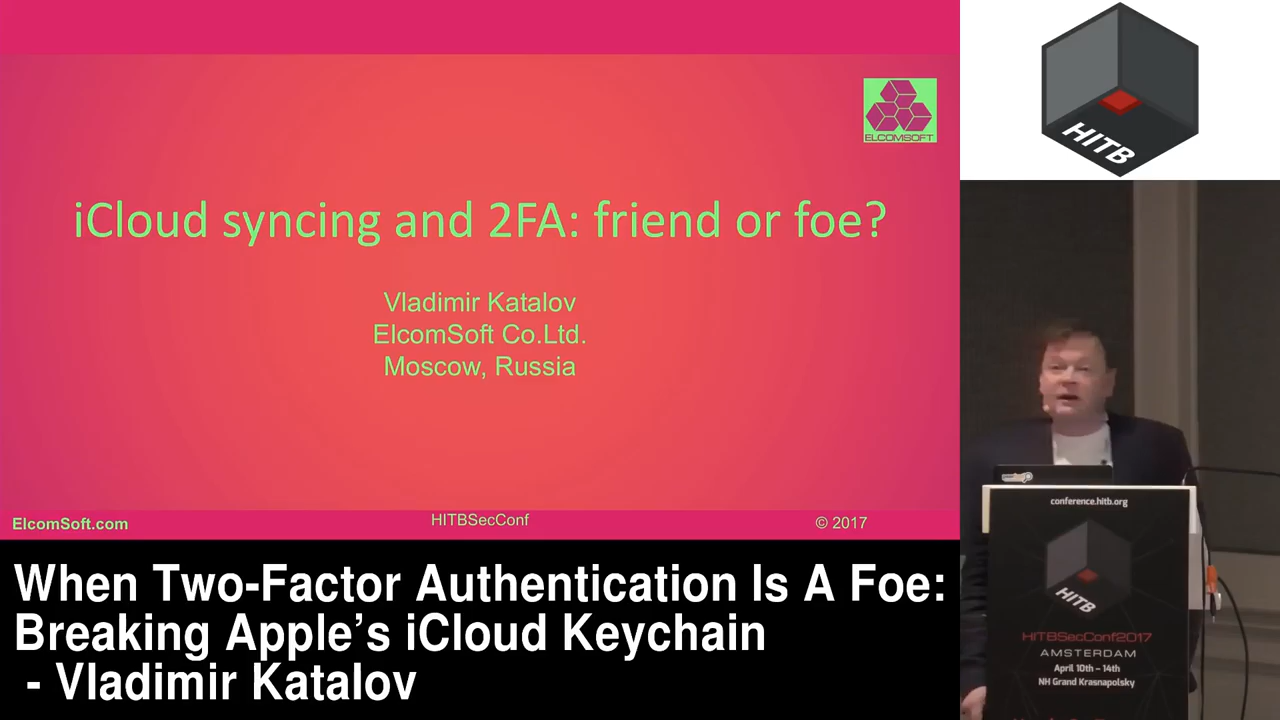 ELCOMSOFT
iCloud syncing and 2FA: friend or foe?
Vladimir Katalov
ElcomSoft Co.Ltd.
Moscow, Russia
ElcomSoft.com
HITBSecConf
© 2017
When Two-Factor Authentication Is A Foe:
Breaking Apple’s iCloud Keychain
- Vladimir Katalov
HITB
conference.hitb.org
HITB
HITBSecConf2017
AMSTERDAM
April 10th – 14th
NH Grand Krasnapolsky